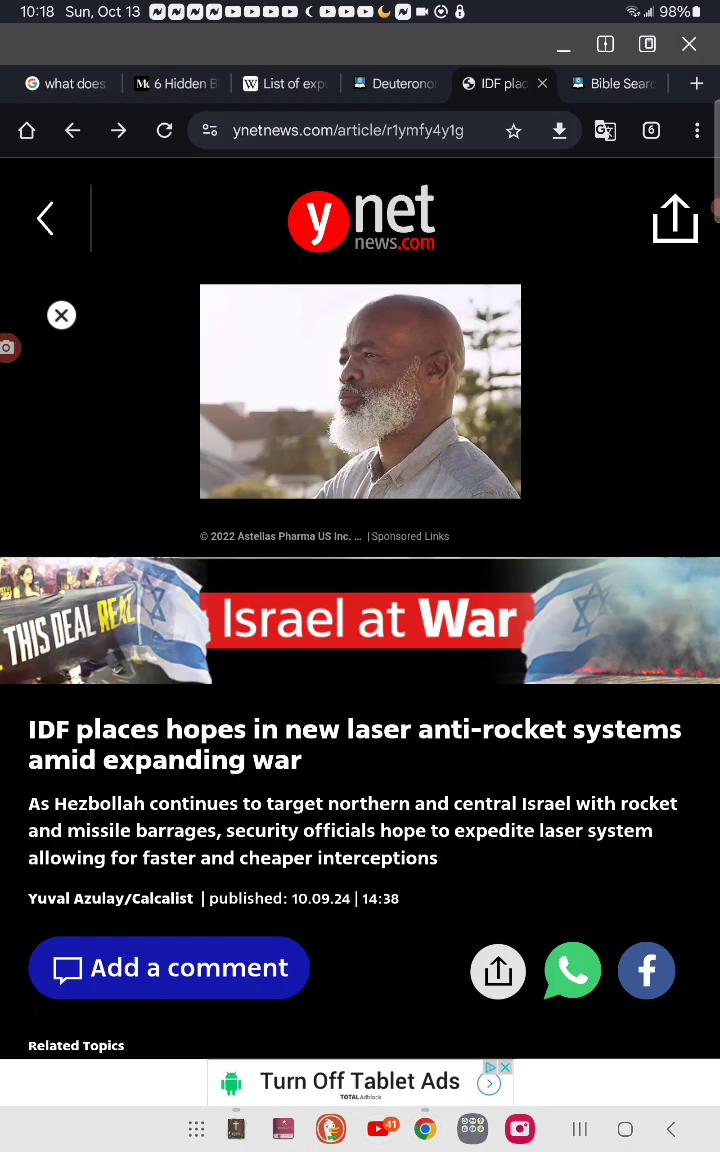 10:18 Sun, Oct 13
98%
what does
6 Hidden B
List of expu
Deuterono
IDF plac
Bible Searc
ynetnews.com/article/r1ymfy4y1g
6
ynet
news.com
© 2022 Astellas Pharma US Inc. ... | Sponsored Links
THIS DEAL REAL
Israel at War
IDF places hopes in new laser anti-rocket systems
amid expanding war
As Hezbollah continues to target northern and central Israel with rocket
and missile barrages, security officials hope to expedite laser system
allowing for faster and cheaper interceptions
Yuval Azulay/Calcalist | published: 10.09.24 | 14:38
Add a comment
Related Topics
Turn Off Tablet Ads
TOTAL Adblock
41